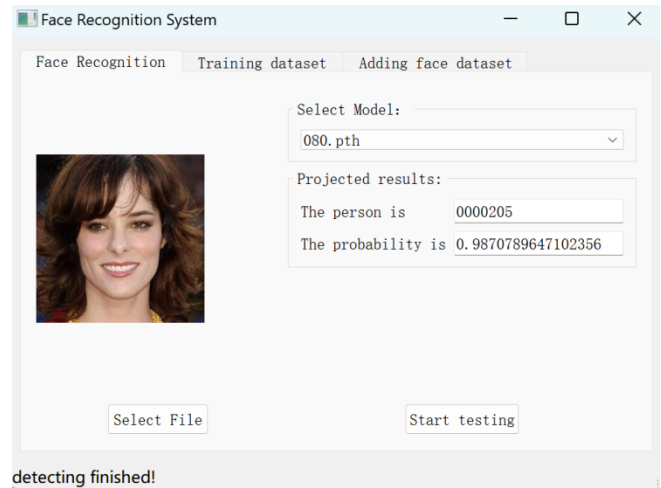 Face Recognition System
Face Recognition Training dataset Adding face dataset
Select Model:
080.pth
Projected results:
The person is 0000205
The probability is 0.9870789647102356
Select File Start testing
detecting finished!